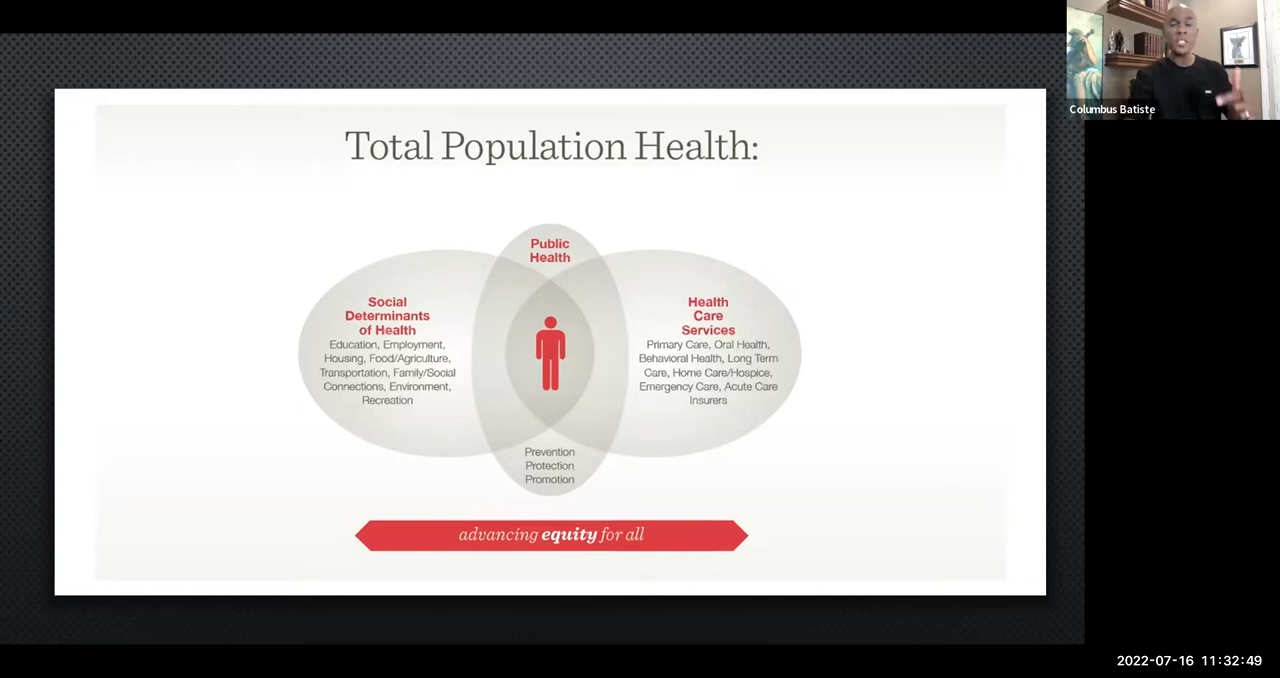 Total Population Health:
Public
Health
Social
Determinants
of Health
Education, Employment,
Housing, Food/Agriculture,
Transportation, Family/Social
Connections, Environment,
Recreation
Health
Care
Services
Primary Care, Oral Health,
Behavioral Health, Long Term
Care, Home Care/Hospice,
Emergency Care, Acute Care
Insurers
Prevention
Protection
Promotion
advancing equity for all
Columbus Batiste
2022-07-16 11:32:49